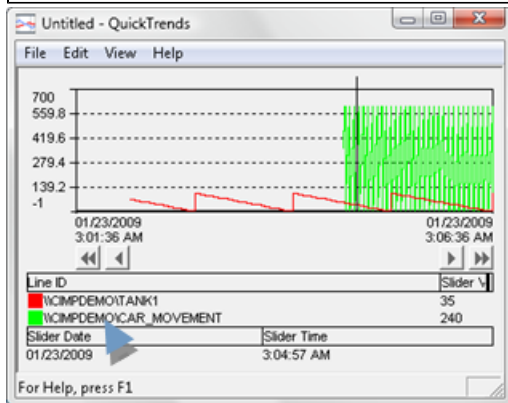 Untitled - QuickTrends
File Edit View Help
700
559.8
419.6
279.4
139.2
-1
01/23/2009 01/23/2009
3:01:36 AM 3:06:36 AM
Line ID Slider V
\\CIMPDEMO\TANK1 35
\\CIMPDEMO\CAR_MOVEMENT 240
Slider Date Slider Time
01/23/2009 3:04:57 AM
For Help, press F1